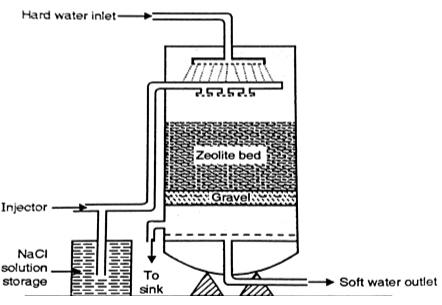 Hard water inlet
Zeolite bed
Gravel
Injector
NaCl
solution
storage
To
sink
Soft water outlet